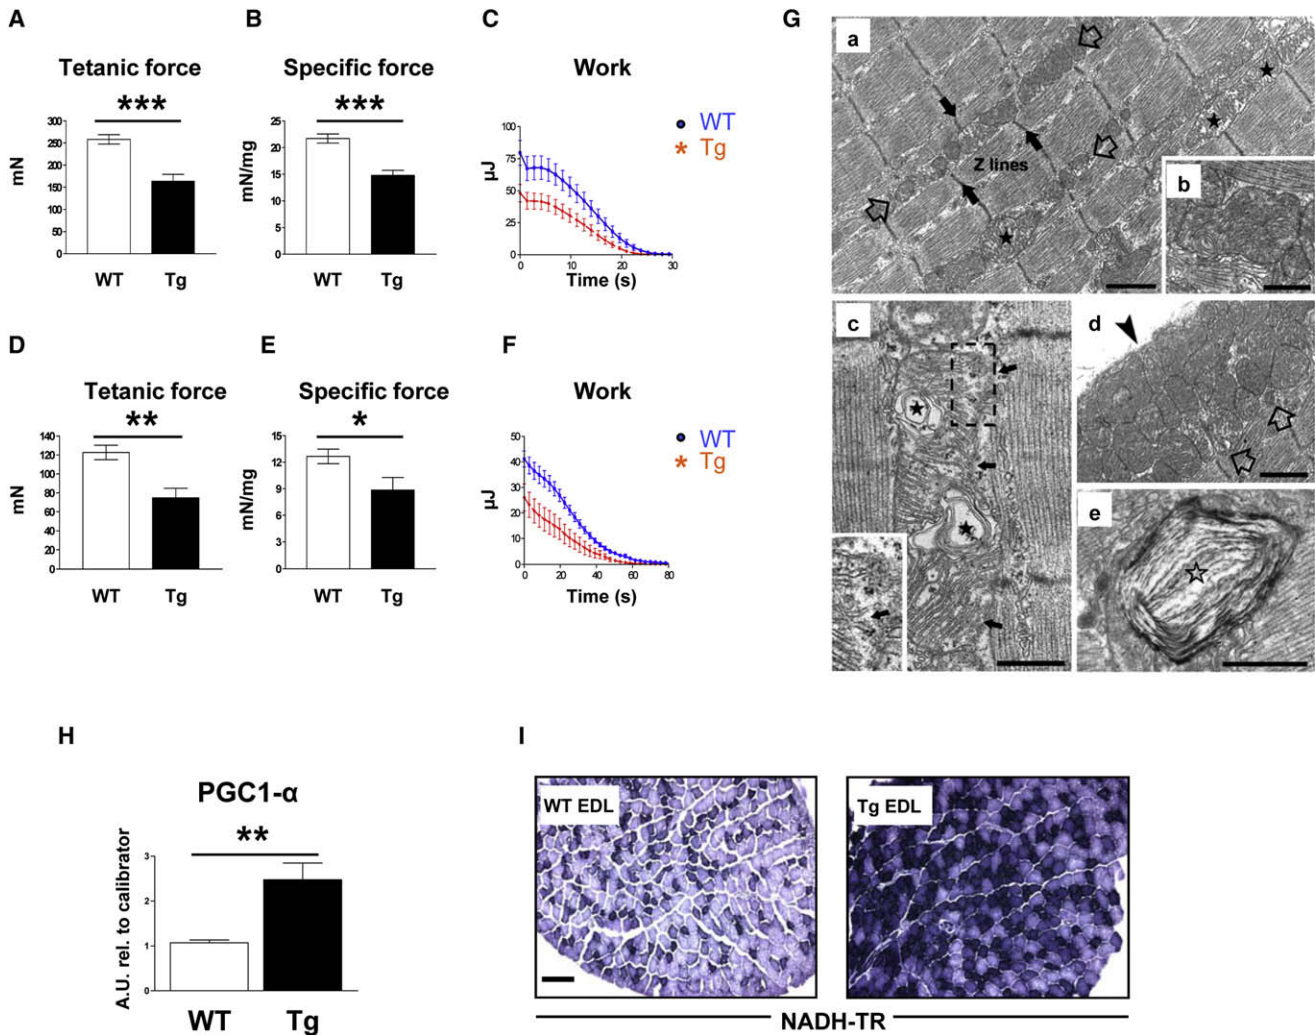 A
Tetanic force
***
mN
300
250
200
150
100
50
0
WT Tg
B
Specific force
***
mN/mg
25
20
15
10
5
0
WT Tg
C
Work
WT
* Tg
µJ
100
75
50
25
0
0 10 20 30
Time (s)
D
Tetanic force
**
mN
140
120
100
80
60
40
20
0
WT Tg
E
Specific force
*
mN/mg
15
12
9
6
3
0
WT Tg
F
Work
WT
* Tg
µJ
50
40
30
20
10
0
0 20 40 60 80
Time (s)
G
a
Z lines
b
c
d
e
H
PGC1-α
**
A.U. rel. to calibrator
3
2
1
0
WT Tg
I
WT EDL
Tg EDL
NADH-TR